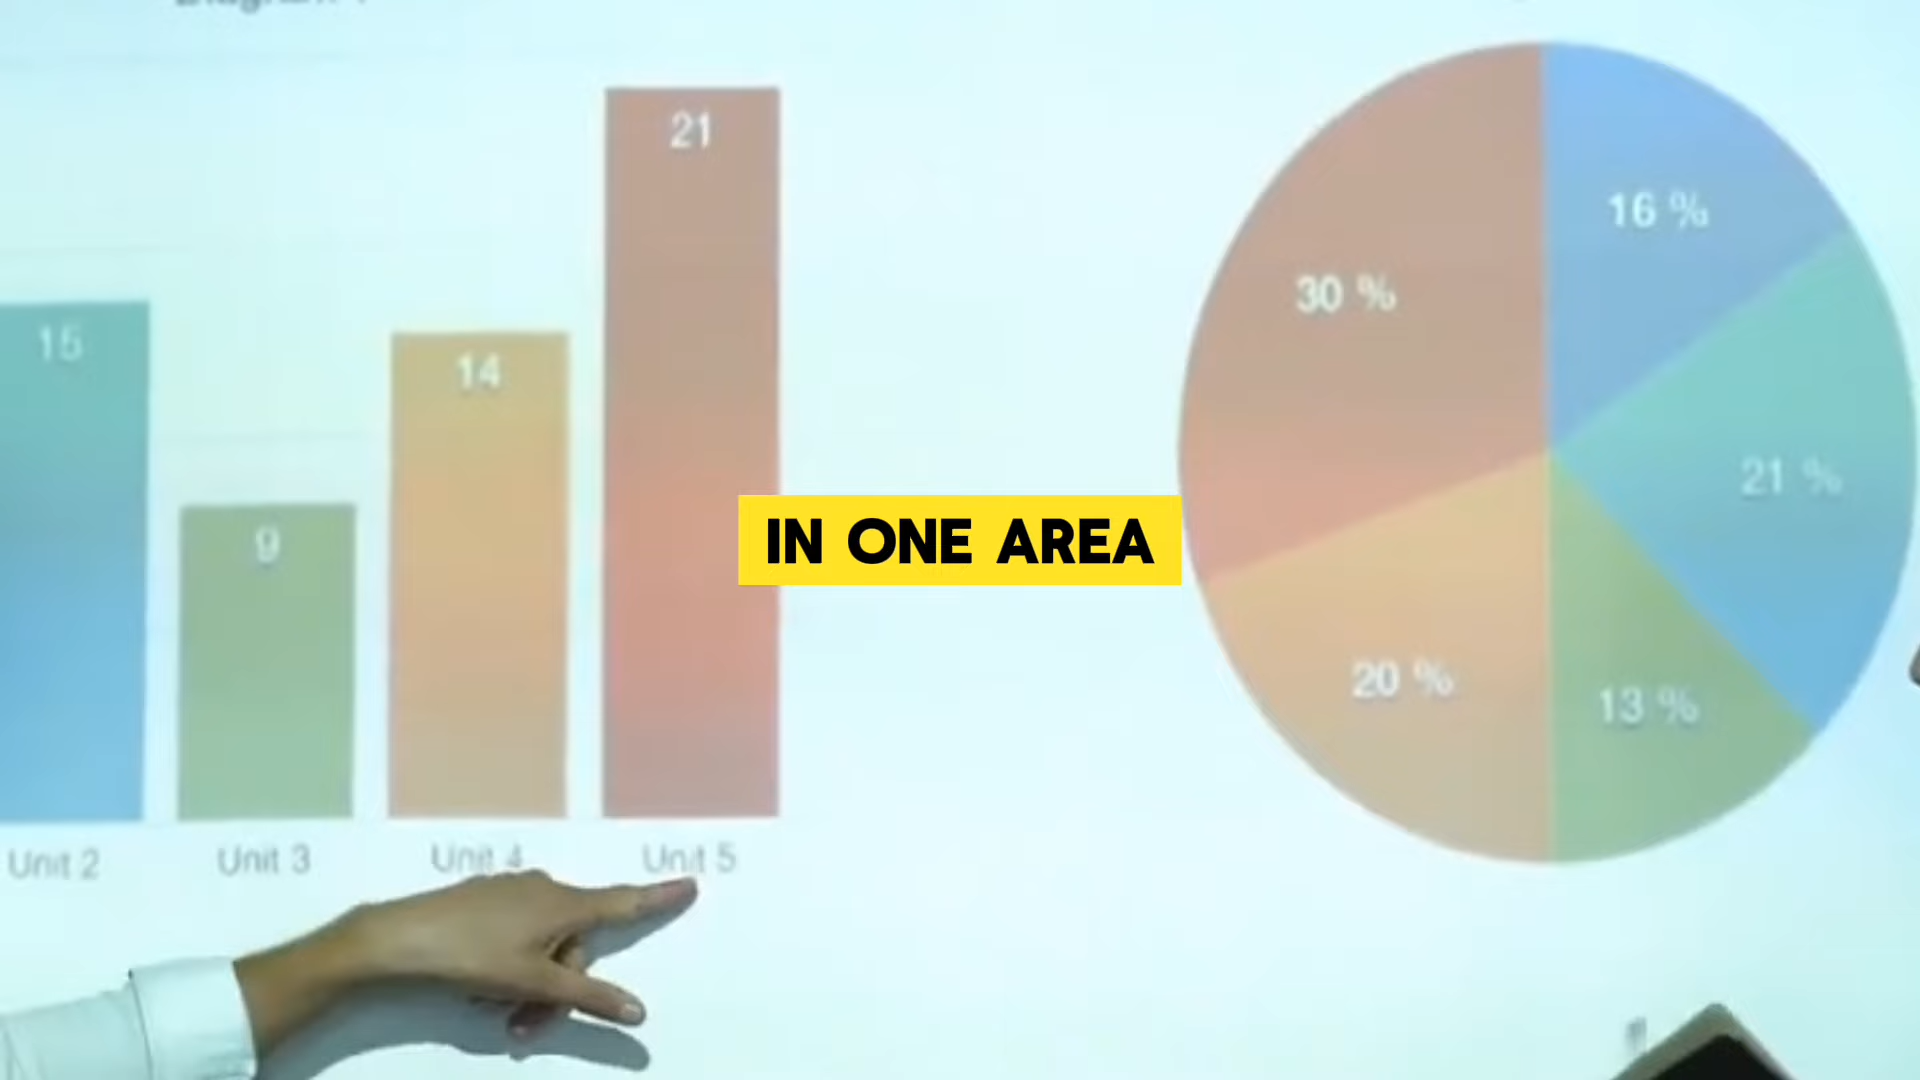 21
15
14
9
Unit 2
Unit 3
Unit 4
Unit 5
16 %
30 %
21 %
20 %
13 %
IN ONE AREA